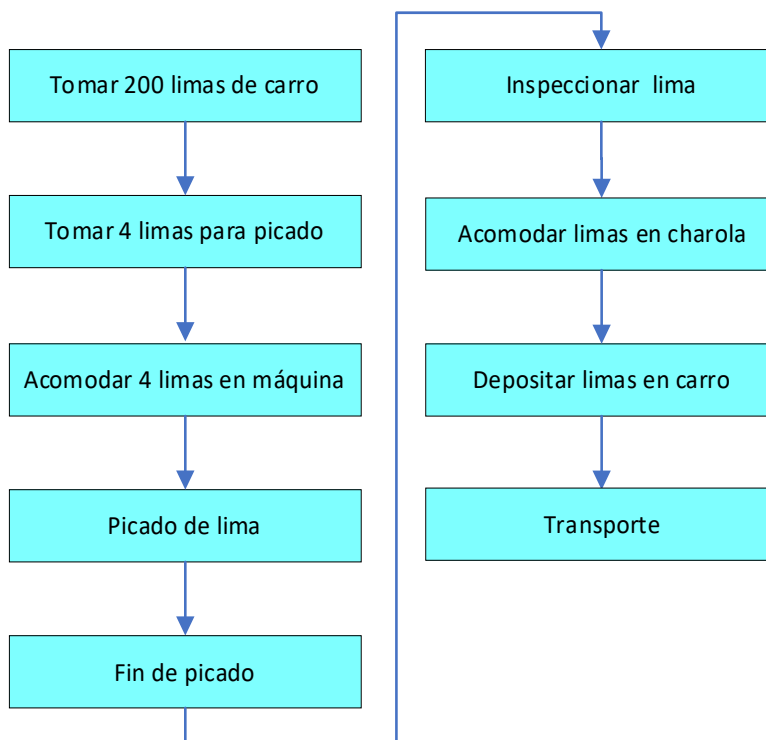 Tomar 200 limas de carro
Tomar 4 limas para picado
Acomodar 4 limas en máquina
Picado de lima
Fin de picado
Inspeccionar lima
Acomodar limas en charola
Depositar limas en carro
Transporte